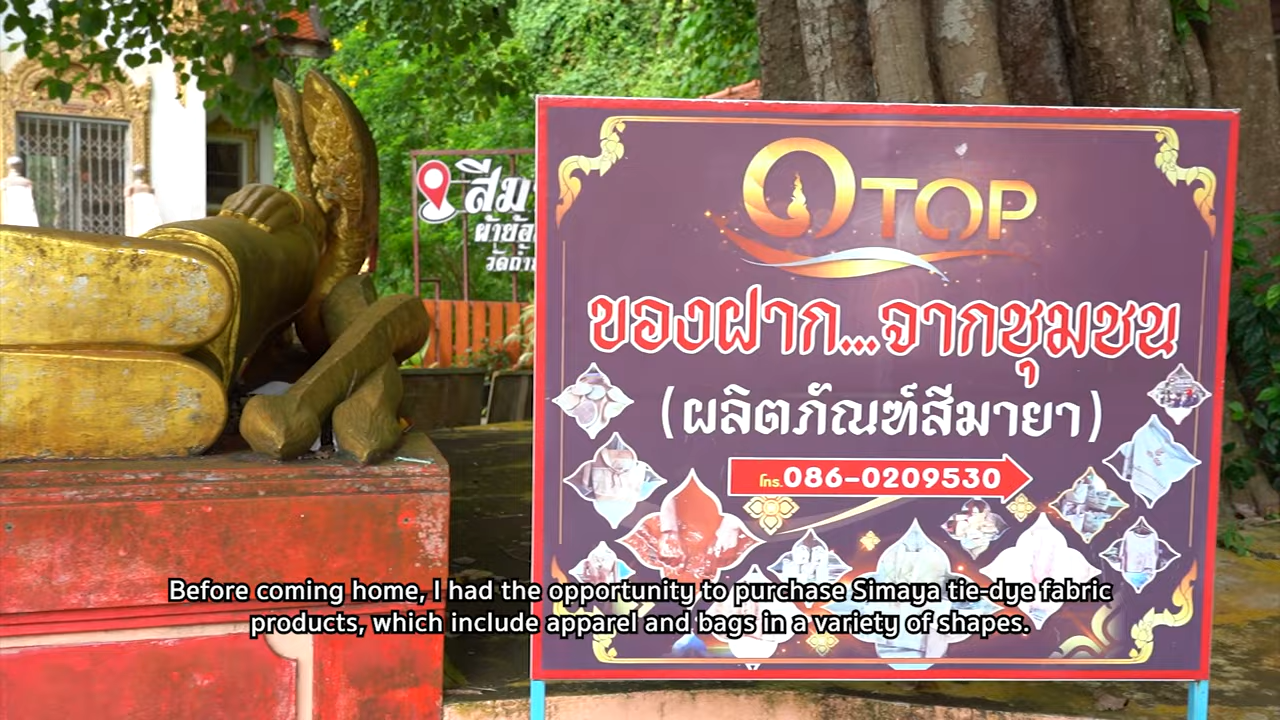 OTOP
ของฝาก...จากชุมชน
(ผลิตภัณฑ์สีมายา)
โทร.086-0209530
Before coming home, I had the opportunity to purchase Simaya tie-dye fabric
products, which include apparel and bags in a variety of shapes.